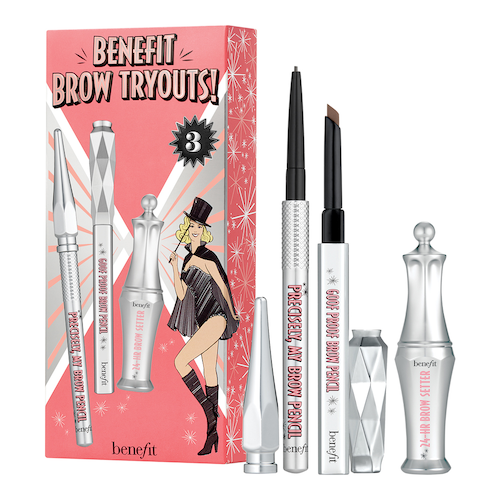 BENEFIT
BROW TRYOUTS!
3
PRECISELY, MY BROW PENCIL
GOOF PROOF BROW PENCIL
benefit
benefit
24-HR BROW SETTER
benefit
PRECISELY, MY BROW PENCIL
GOOF PROOF BROW PENCIL
benefit
benefit
24-HR BROW SETTER